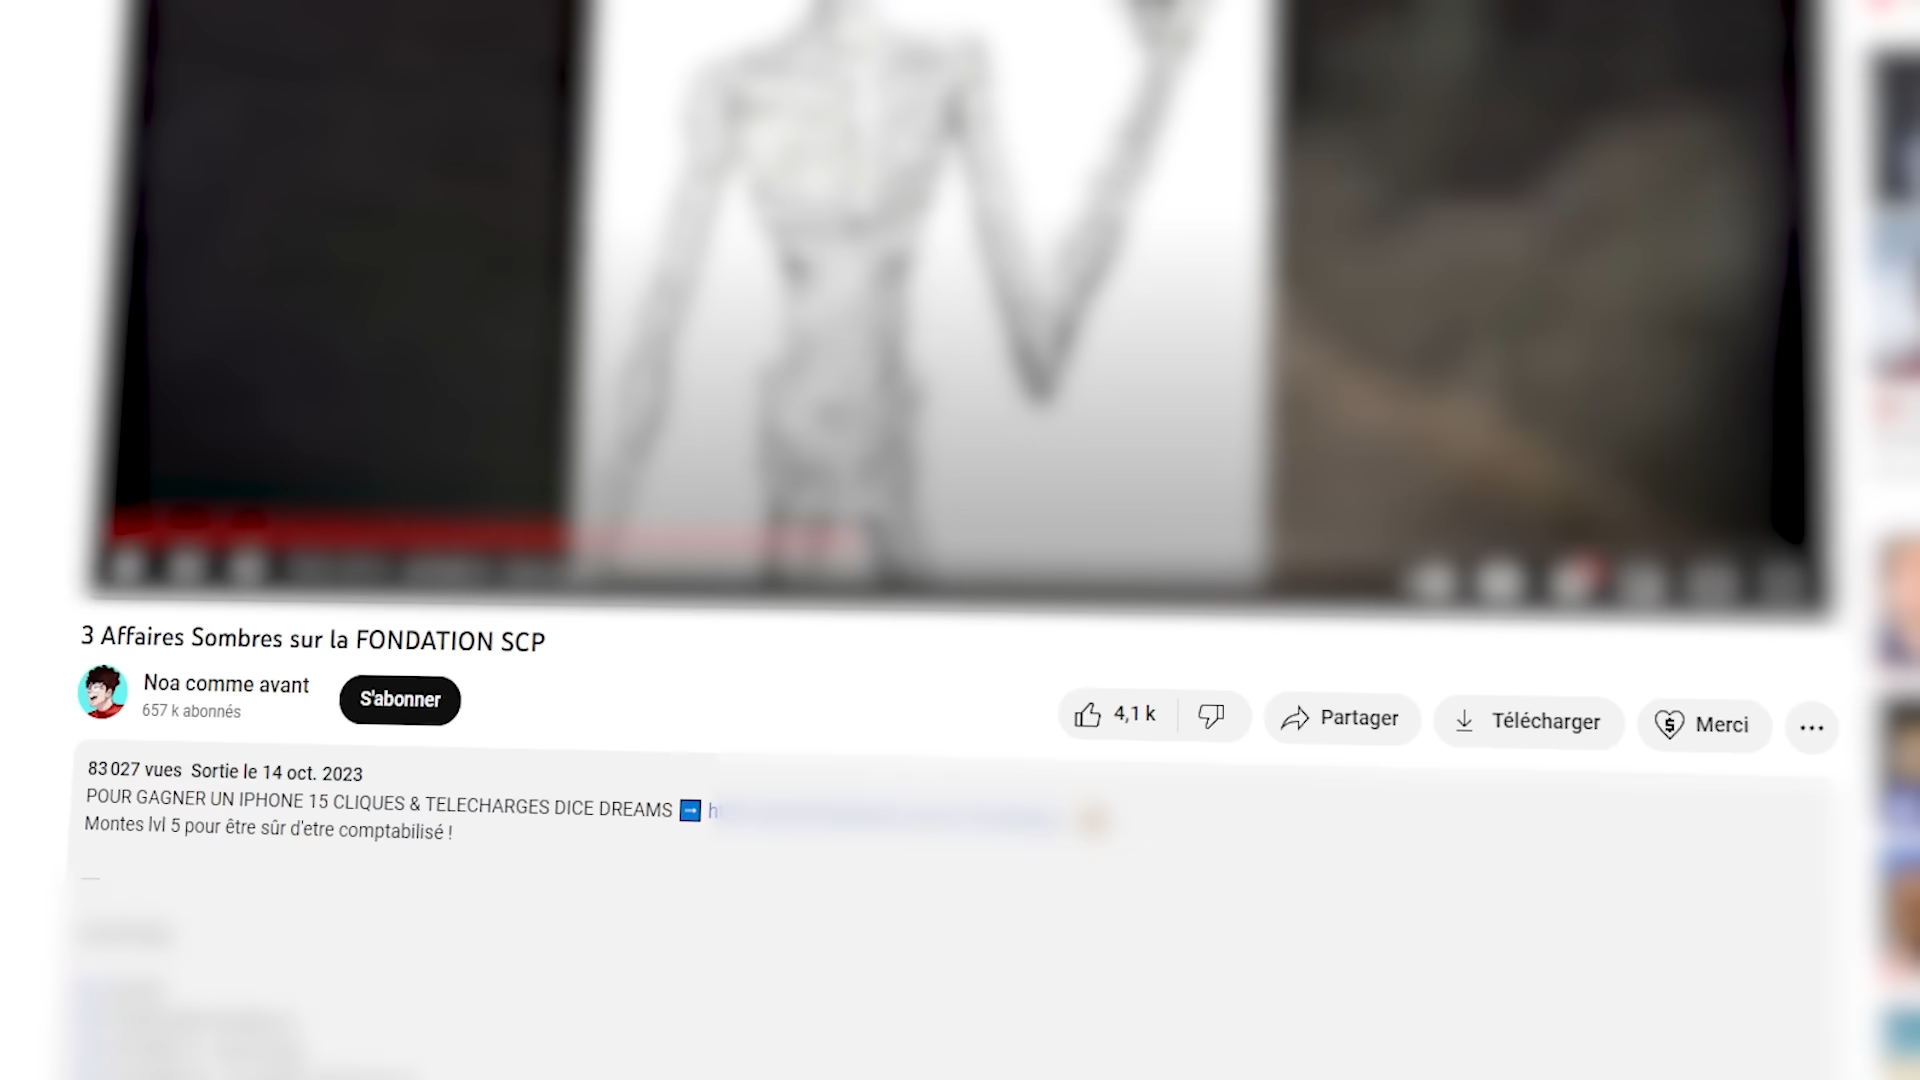 3 Affaires Sombres sur la FONDATION SCP
Noa comme avant
657 k abonnés
S'abonner
4,1 k
Partager
Télécharger
Merci
83 027 vues Sortie le 14 oct. 2023
POUR GAGNER UN IPHONE 15 CLIQUES & TELECHARGES DICE DREAMS ➡
Montes lvl 5 pour être sûr d'etre comptabilisé !
—